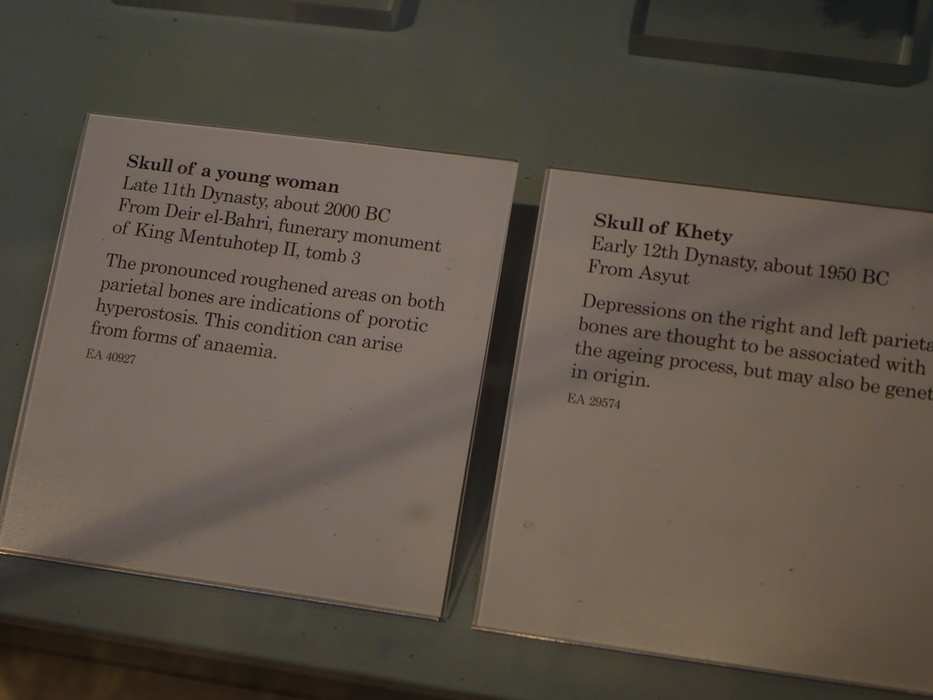 Skull of a young woman
Late 11th Dynasty, about 2000 BC
From Deir el-Bahri, funerary monument
of King Mentuhotep II, tomb 3
The pronounced roughened areas on both
parietal bones are indications of porotic
hyperostosis. This condition can arise
from forms of anaemia.
EA 40927
Skull of Khety
Early 12th Dynasty, about 1950 BC
From Asyut
Depressions on the right and left parieta
bones are thought to be associated with
the ageing process, but may also be genet
in origin.
EA 29574